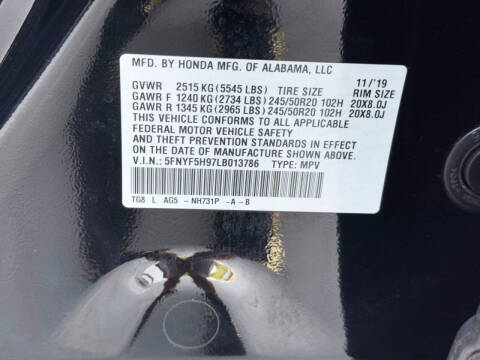 MFD. BY HONDA MFG. OF ALABAMA, LLC
GVWR 2515 KG (5545 LBS) TIRE SIZE 11/'19 RIM SIZE
GAWR F 1240 KG (2734 LBS) 245/50R20 102H 20X8.0J
GAWR R 1345 KG (2965 LBS) 245/50R20 102H 20X8.0J
THIS VEHICLE CONFORMS TO ALL APPLICABLE
FEDERAL MOTOR VEHICLE SAFETY, BUMPER,
AND THEFT PREVENTION STANDARDS IN EFFECT
ON THE DATE OF MANUFACTURE SHOWN ABOVE.
V.I.N.: 5FNYF5H97LB013786 TYPE: MPV
TG8 L AG5 -NH731P -A-B